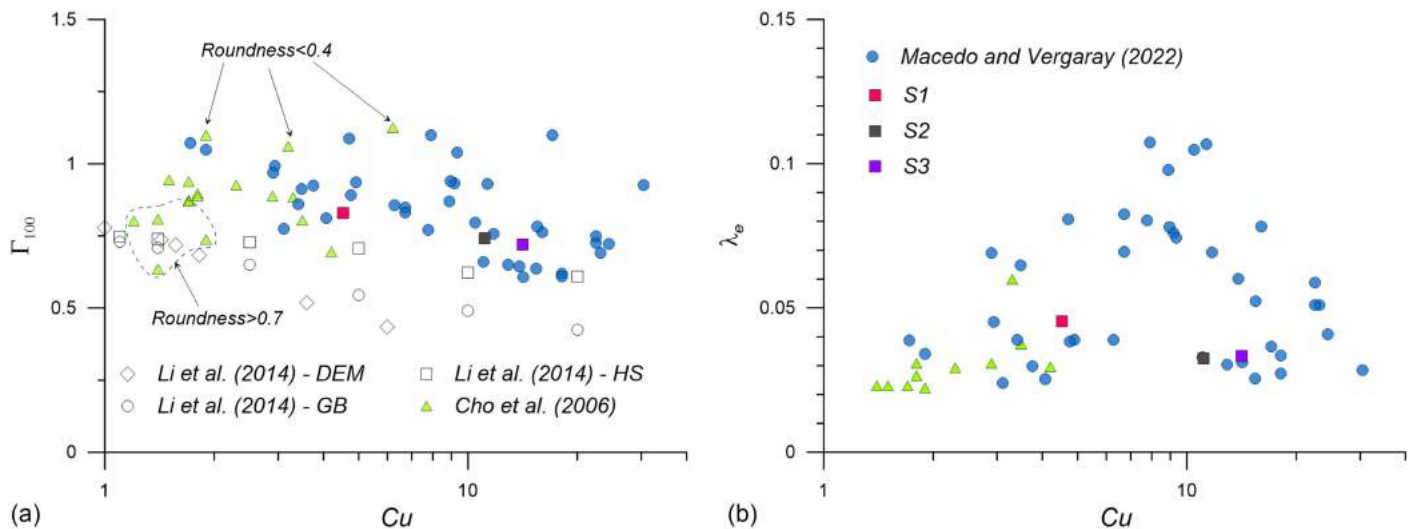 1.5
Roundness<0.4
1
Γ100
0.5
Roundness>0.7
Li et al. (2014) - DEM
Li et al. (2014) - HS
Li et al. (2014) - GB
Cho et al. (2006)
0
1
10
(a)
Cu
0.15
Macedo and Vergaray (2022)
S1
S2
0.1
S3
λe
0.05
0
1
10
(b)
Cu